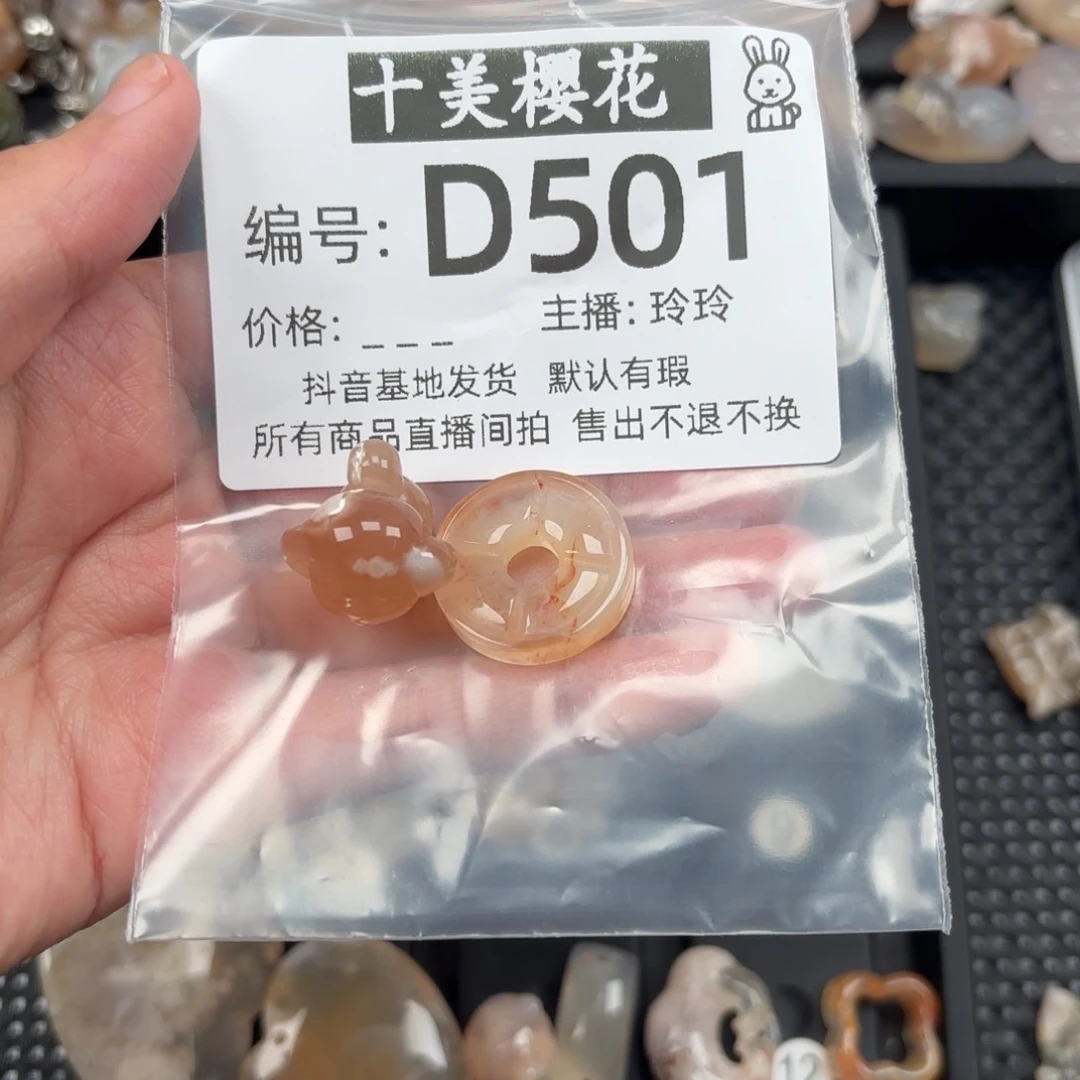 十美樱花
编号: D501
价格: _ _ _ 主播: 玲玲
抖音基地发货 默认有瑕
所有商品直播间拍 售出不退不换
12